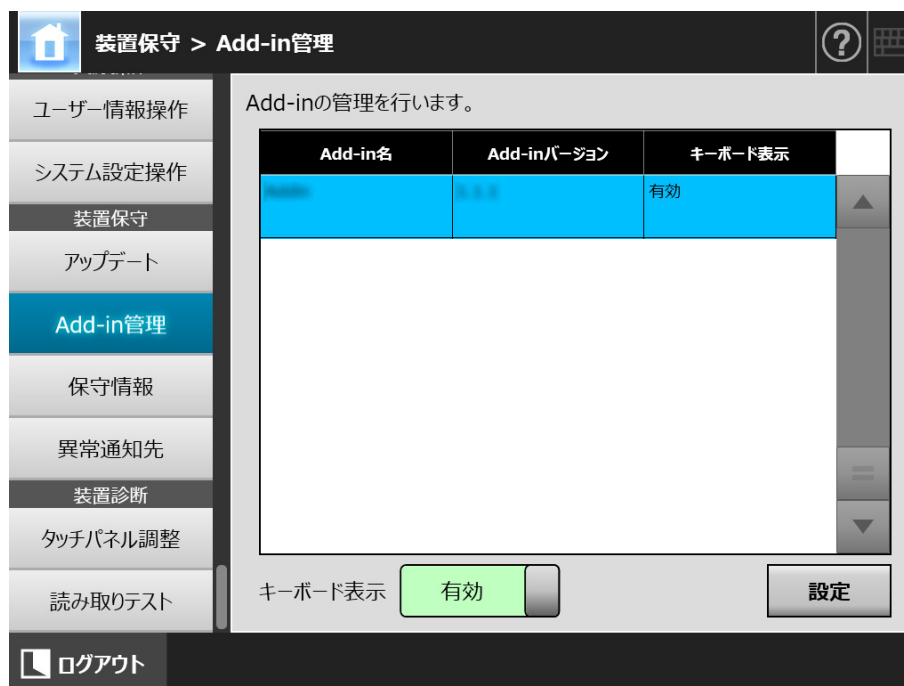 装置保守 > Add-in管理
?
ユーザー情報操作
システム設定操作
装置保守
アップデート
Add-in管理
保守情報
異常通知先
装置診断
タッチパネル調整
読み取りテスト
Add-inの管理を行います。
Add-in名 Add-inバージョン キーボード表示
有効
キーボード表示 有効 設定
ログアウト